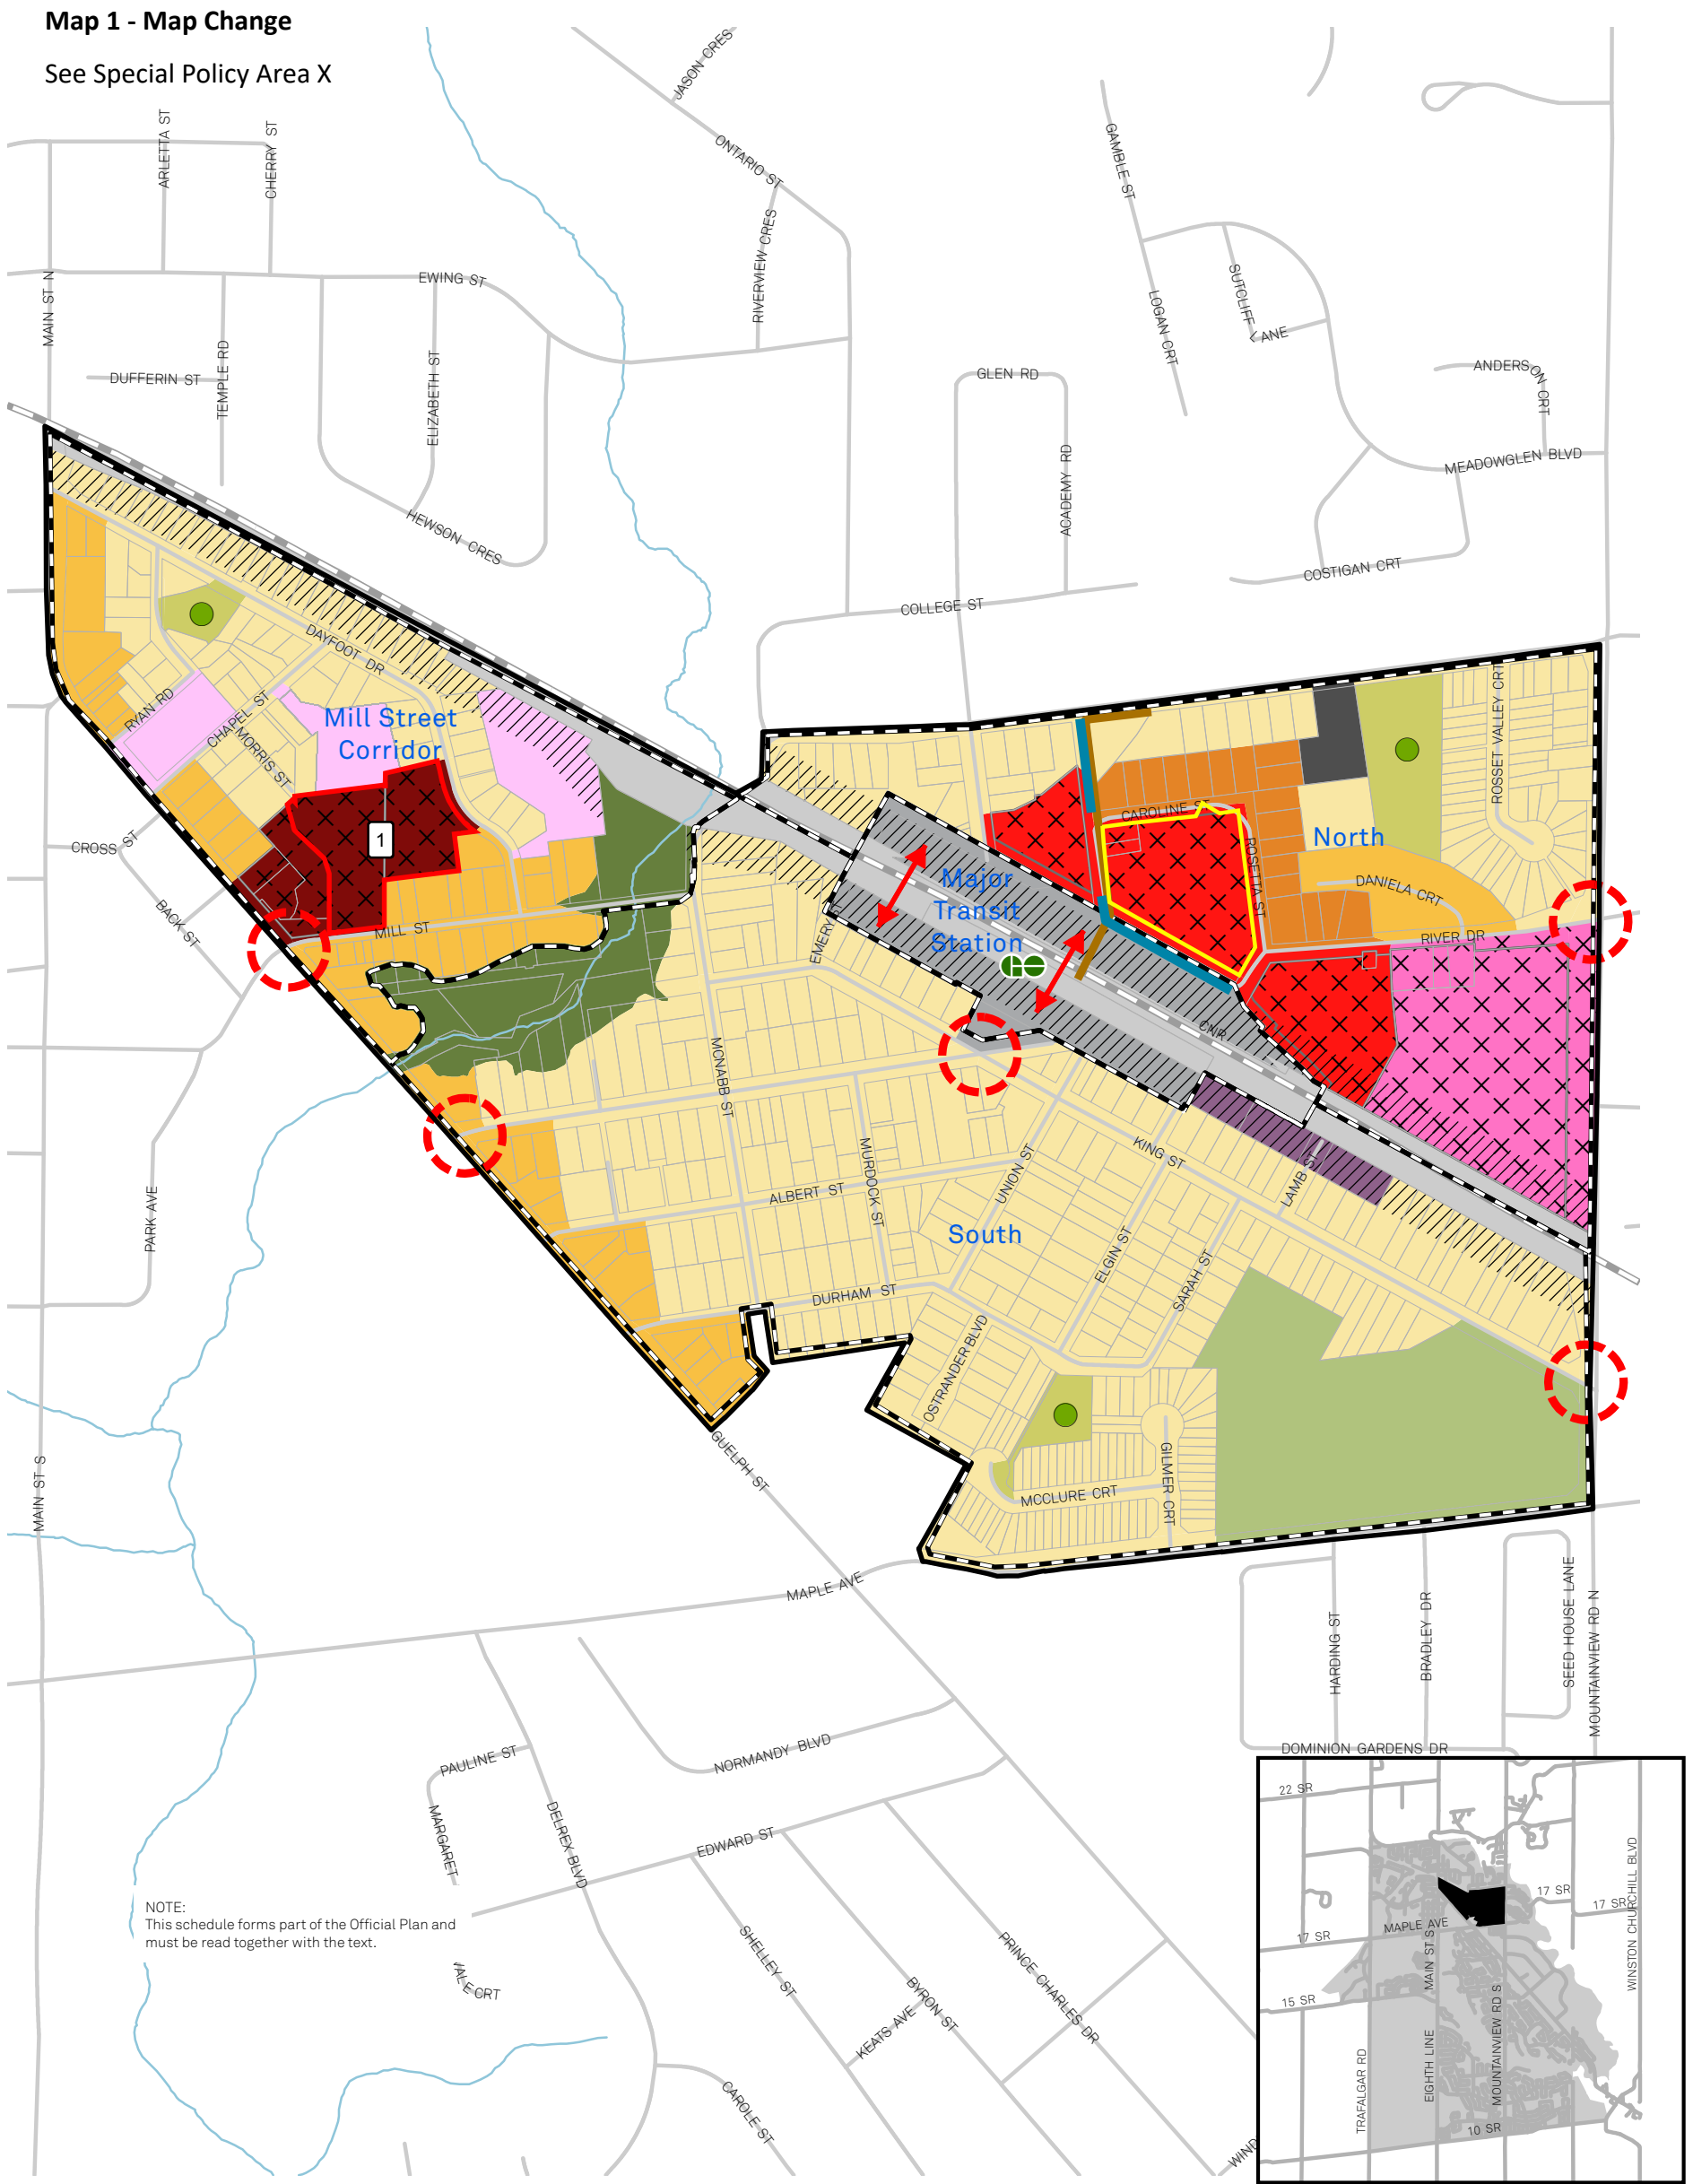 Map 1 - Map Change
See Special Policy Area X
JASON CRES
ARLETTA ST
CHERRY ST
ONTARIO ST
GAMBLE ST
RIVERVIEW CRES
MAIN ST N
EWING ST
SUTCLIFF
LANE
LOGAN CRT
DUFFERIN ST
TEMPLE RD
ELIZABETH ST
GLEN RD
ANDERSON CRT
ACADEMY RD
MEADOWGLEN BLVD
HEWSON CRES
COSTIGAN CRT
COLLEGE ST
DAYFOOT DR
RYAN RD
CHAPEL ST
MORRIS ST
Mill Street
Corridor
ROSSET VALLEY CRT
1
CAROLINE ST
North
ROSETTA ST
CROSS ST
BACK ST
MILL ST
EMERY
Major
Transit
Station
DANIELA CRT
RIVER DR
CNR
MCNABB ST
MURDOCK ST
ALBERT ST
UNION ST
KING ST
LAMB ST
PARK AVE
South
ELGIN ST
SARAH ST
DURHAM ST
OSTRANDER BLVD
GUELPH ST
GILMER CRT
MCCLURE CRT
MAIN ST S
MAPLE AVE
HARDING ST
BRADLEY DR
SEED HOUSE LANE
MOUNTAINVIEW RD N
PAULINE ST
NORMANDY BLVD
DOMINION GARDENS DR
MARGARET
DELREX BLVD
EDWARD ST
NOTE:
This schedule forms part of the Official Plan and
must be read together with the text.
VALE CRT
SHELLEY ST
BYRON ST
KEATS AVE
PRINCE CHARLES DR
CAROLE ST
WIND
22 SR
17 SR
17 SR
MAPLE AVE
17 SR
15 SR
MAIN ST S
EIGHTH LINE
MOUNTAINVIEW RD S
TRAFALGAR RD
WINSTON CHURCHILL BLVD
10 SR